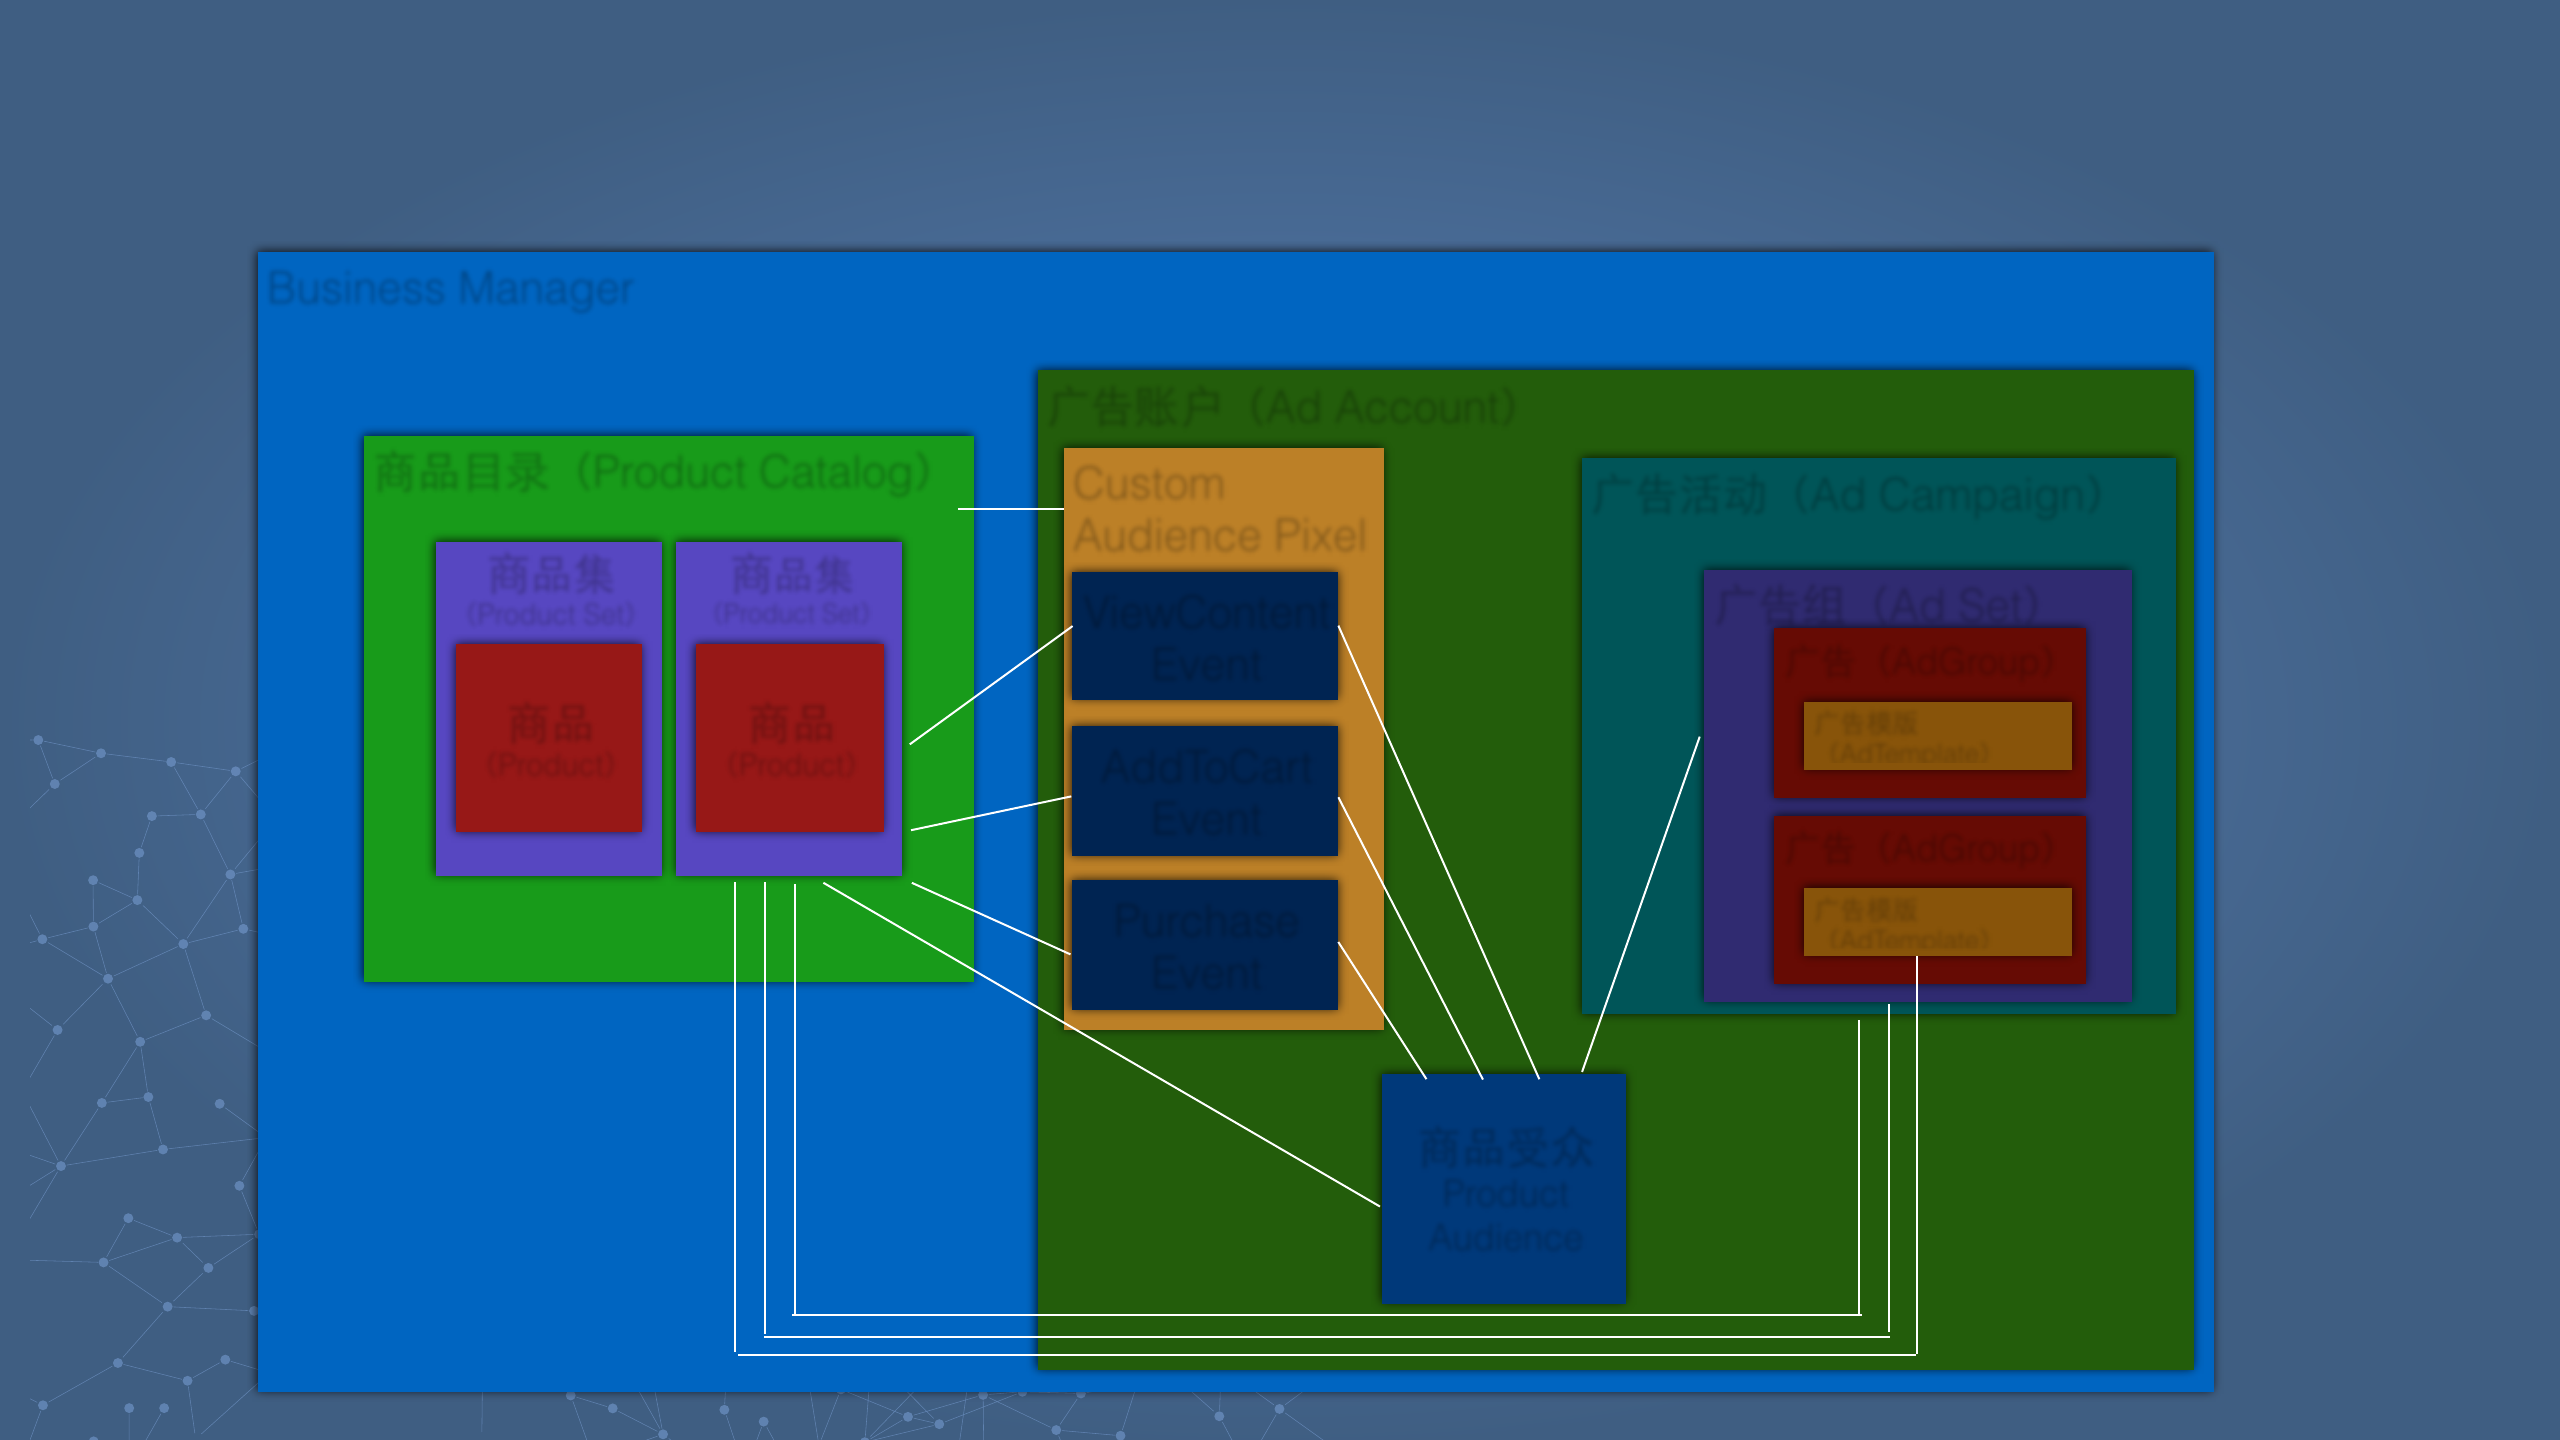 Business Manager
广告账户（Ad Account）
商品目录（Product Catalog）
商品集
（Product Set）
商品
（Product）
商品集
（Product Set）
商品
（Product）
Custom
Audience Pixel
ViewContent
Event
AddToCart
Event
Purchase
Event
广告活动（Ad Campaign）
广告组（Ad Set）
广告（AdGroup）
广告模版
（AdTemplate）
广告（AdGroup）
广告模版
（AdTemplate）
商品受众
Product
Audience